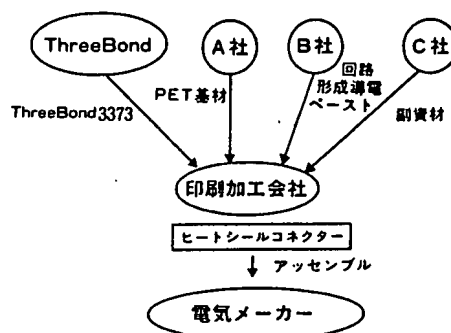 ThreeBond
A社
B社
C社
ThreeBond 3373
PET基材
回路
形成導電
ペースト
副資材
印刷加工会社
ヒートシールコネクター
アッセンブル
電気メーカー